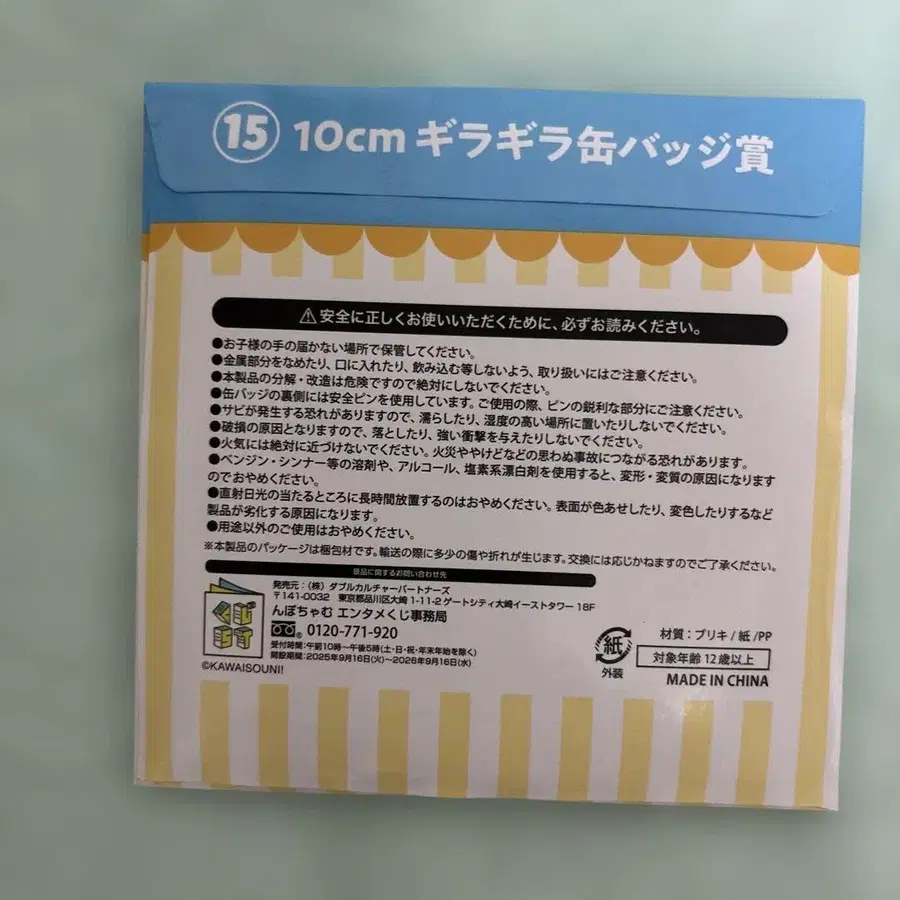 15 10cm ギラギラ缶バッジ賞
⚠安全に正しくお使いいただくために、必ずお読みください。
●お子様の手の届かない場所で保管してください。
●金属部分をなめたり、口に入れたり、飲み込む等しないよう、取り扱いにはご注意ください。
●本製品の分解・改造は危険ですので絶対にしないでください。
●缶バッジの裏側には安全ピンを使用しています。ご使用の際、ピンの鋭利な部分にご注意ください。
●サビが発生する恐れがありますので、濡らしたり、湿度の高い場所に置いたりしないでください。
●破損の原因となりますので、落としたり、強い衝撃を与えたりしないでください。
●火気には絶対に近づけないでください。火災ややけどなどの思わぬ事故につながる恐れがあります。
●ベンジン・シンナー等の溶剤や、アルコール、塩素系漂白剤を使用すると、変形・変質の原因になります
のでおやめください。
●直射日光の当たるところに長時間放置するのはおやめください。表面が色あせしたり、変色したりするなど
製品が劣化する原因になります。
●用途以外のご使用はおやめください。
※本製品のパッケージは梱包材です。輸送の際に多少の傷や折れが生じます。交換には応じかねますのでご了承ください。
景品に関するお問い合わせ先
発売元:(株)ダブルカルチャーパートナーズ
〒141-0032 東京都品川区大崎1-11-2ゲートシティ大崎イーストタワー18F
んぽちゃむ エンタメくじ事務局
0120-771-920
受付時間:午前10時〜午後5時(土・日・祝・年末年始を除く)
開設期間:2025年9月16日(火)〜2026年9月16日(水)
くじ
ST
©KAWAISOUNI!
紙
外装
材質:ブリキ/紙/PP
対象年齢12歳以上
MADE IN CHINA